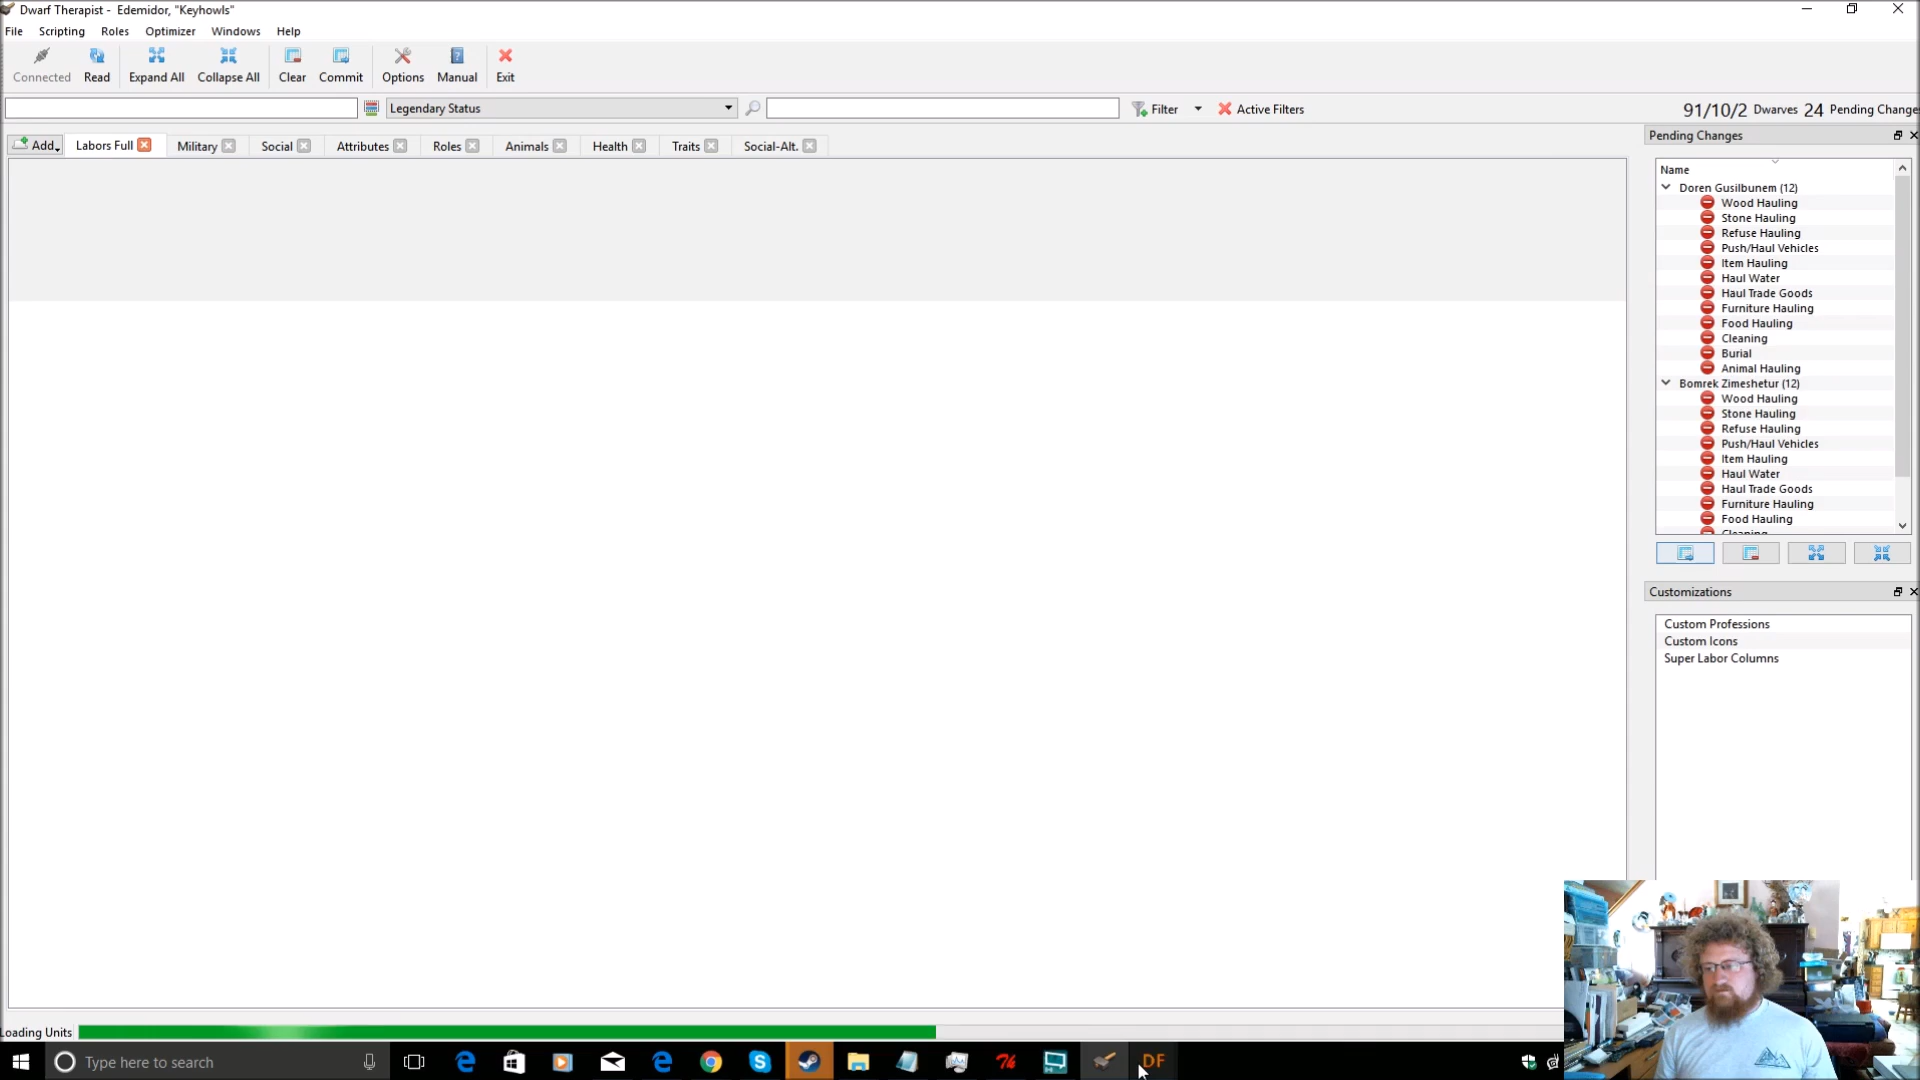 Dwarf Therapist - Edemidor, "Keyhowls"
File Scripting Roles Optimizer Windows Help
Connected Read Expand All Collapse All Clear Commit Options Manual Exit
Legendary Status Filter Active Filters 91/10/2 Dwarves 24 Pending Change
Add Labors Full Military Social Attributes Roles Animals Health Traits Social-Alt.
Pending Changes
Name
Doren Gusilbunem (12)
Wood Hauling
Stone Hauling
Refuse Hauling
Push/Haul Vehicles
Item Hauling
Haul Water
Haul Trade Goods
Furniture Hauling
Food Hauling
Cleaning
Burial
Animal Hauling
Bomrek Zimeshetur (12)
Wood Hauling
Stone Hauling
Refuse Hauling
Push/Haul Vehicles
Item Hauling
Haul Water
Haul Trade Goods
Furniture Hauling
Food Hauling
Cleaning
Customizations
Custom Professions
Custom Icons
Super Labor Columns
Loading Units
Type here to search DF